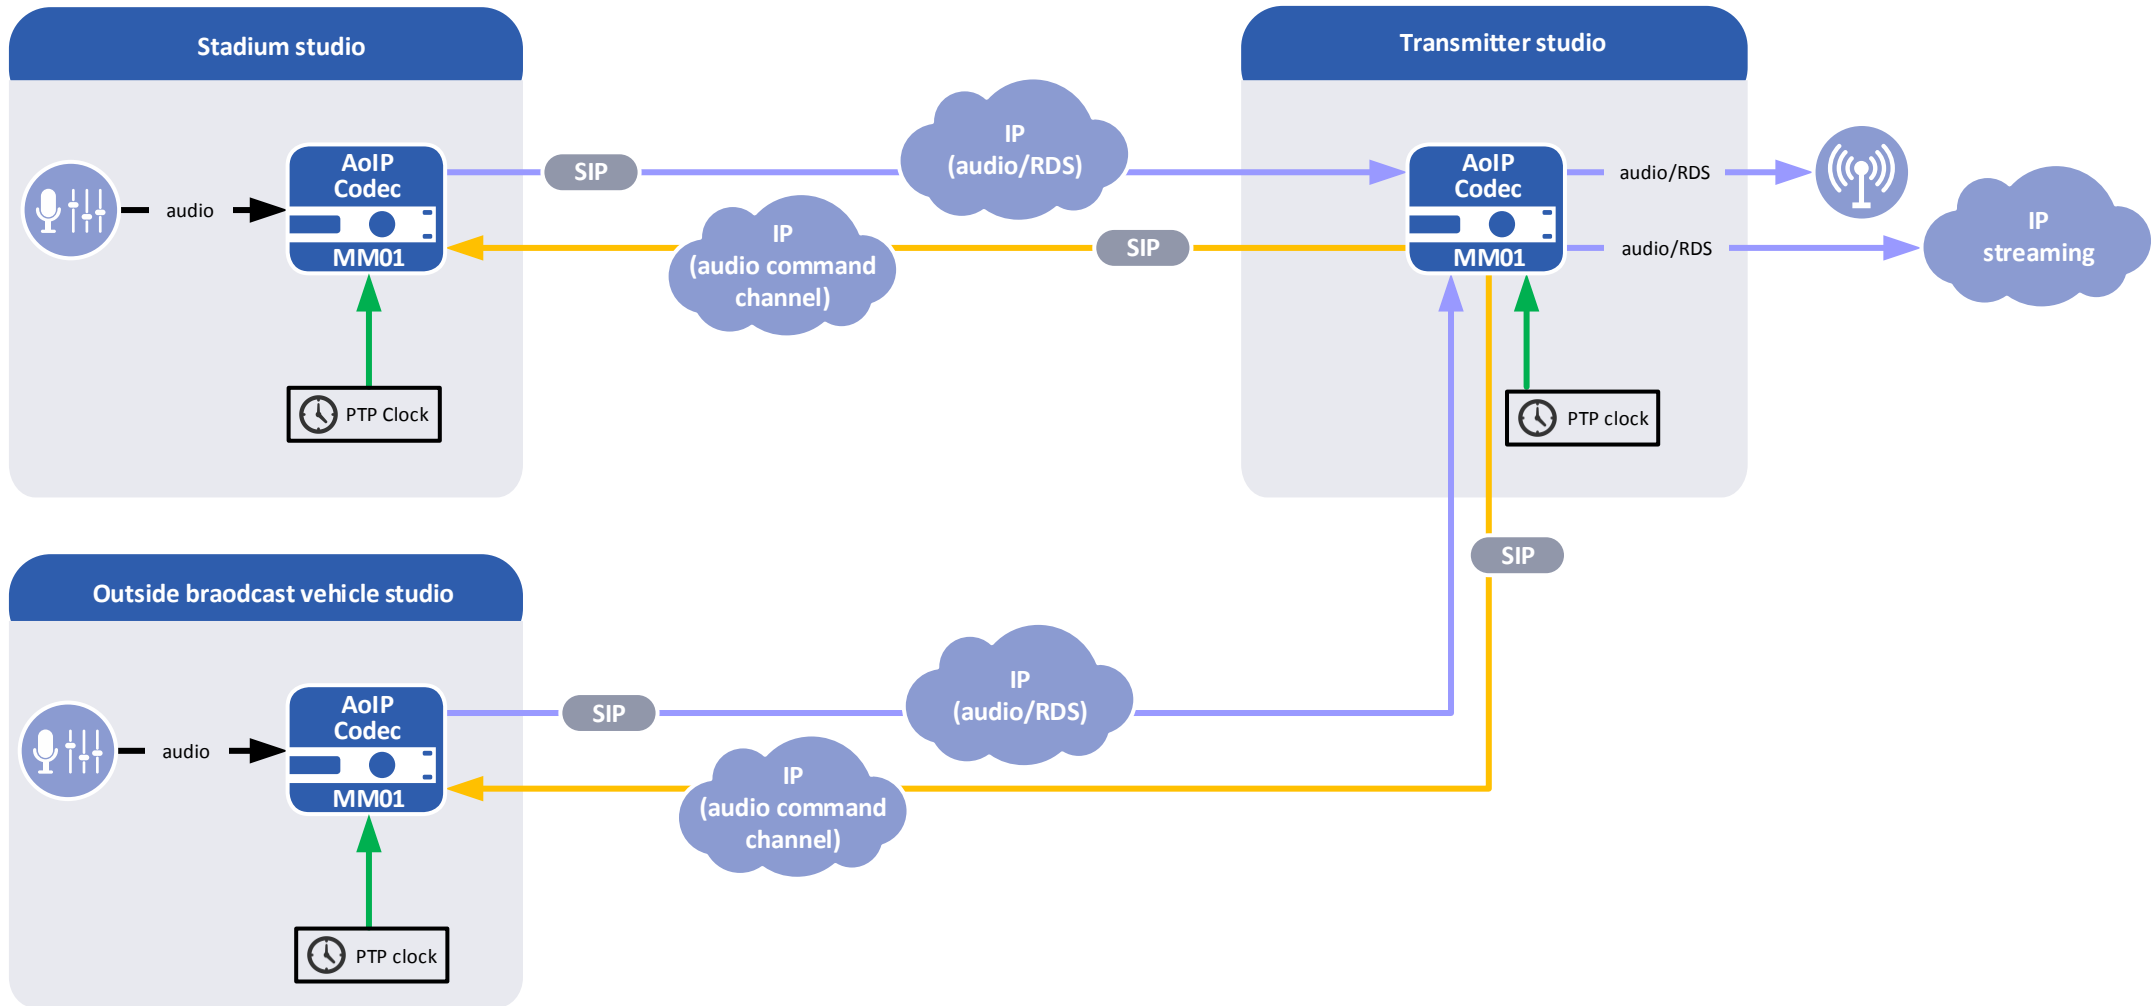 Stadium studio
AoIP
Codec
MM01
audio
PTP Clock
SIP
IP
(audio/RDS)
IP
(audio command
channel)
SIP
Transmitter studio
AoIP
Codec
MM01
audio/RDS
audio/RDS
IP
streaming
PTP clock
SIP
Outside braodcast vehicle studio
AoIP
Codec
MM01
audio
PTP clock
SIP
IP
(audio/RDS)
IP
(audio command
channel)